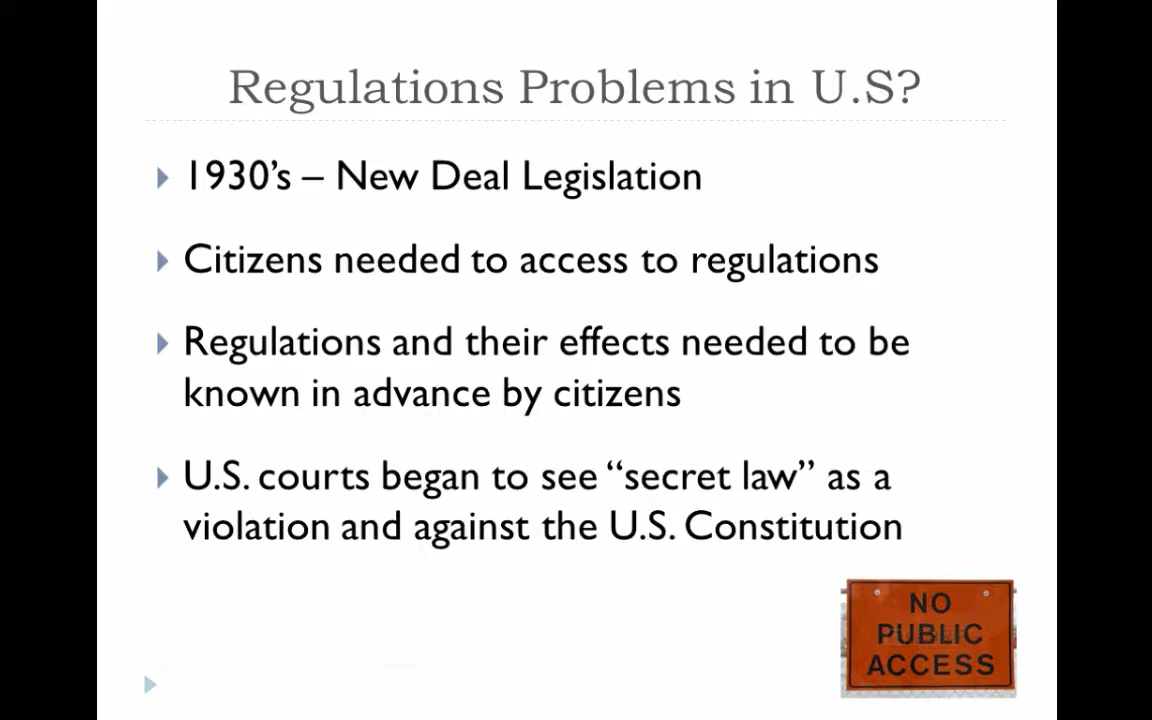 Regulations Problems in U.S?
1930’s – New Deal Legislation
Citizens needed to access to regulations
Regulations and their effects needed to be
known in advance by citizens
U.S. courts began to see “secret law” as a
violation and against the U.S. Constitution
NO
PUBLIC
ACCESS